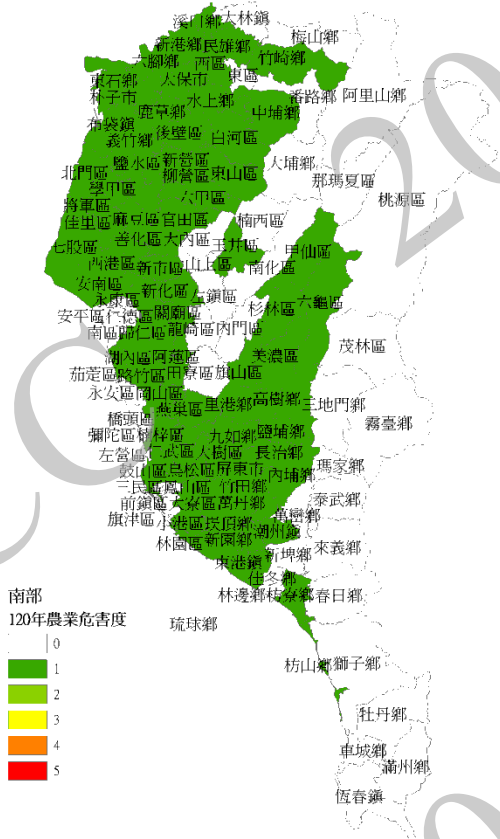 溪口鄉 大林鎮
梅山鄉
新港鄉 民雄鄉
六腳鄉 西區 竹崎鄉
東石鄉 太保市 東區
朴子市 水上鄉 番路鄉 阿里山鄉
鹿草鄉 中埔鄉
布袋鎮 後壁區 白河區
義竹鄉
鹽水區 新營區 大埔鄉
北門區 柳營區 東山區 那瑪夏區
學甲區
將軍區 六甲區 桃源區
佳里區 麻豆區 官田區 楠西區
七股區 善化區 大內區 玉井區 甲仙區
西港區 新市區 山上區 南化區
安南區 新化區 左鎮區
永康區 杉林區 六龜區
安平區 仁德區 關廟區
南區 歸仁區 龍崎區 內門區
湖內區 阿蓮區 美濃區 茂林區
茄萣區 路竹區 田寮區 旗山區
永安區 岡山區
燕巢區 里港鄉 高樹鄉 三地門鄉
橋頭區 霧臺鄉
彌陀區 楠梓區 九如鄉 鹽埔鄉
左營區 仁武區 大樹區 長治鄉
鼓山區 鳥松區 屏東市 內埔鄉 瑪家鄉
三民區 鳳山區 竹田鄉
前鎮區 大寮區 萬丹鄉 泰武鄉
旗津區 小港區 崁頂鄉 萬巒鄉
潮州鎮
林園區 新園鄉 新埤鄉 來義鄉
東港鎮
佳冬鄉
林邊鄉 枋寮鄉 春日鄉
琉球鄉
枋山鄉 獅子鄉
牡丹鄉
車城鄉
滿州鄉
恆春鎮
南部
120年農業危害度
0
1
2
3
4
5